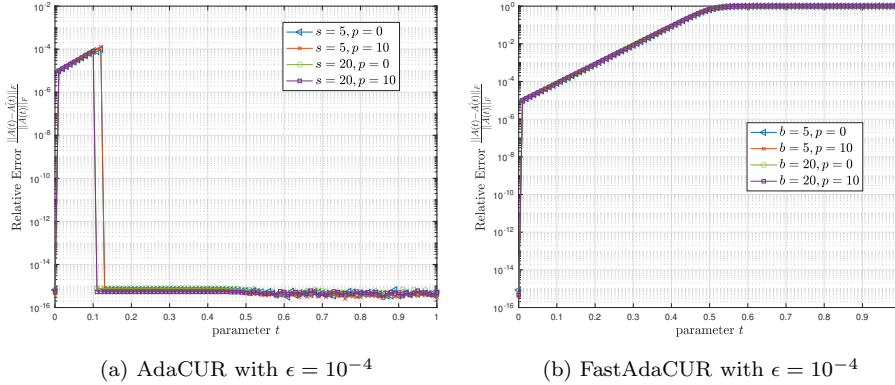 10^0
10^-2
10^-4
10^-6
10^-8
10^-10
10^-12
10^-14
10^-16
Relative Error ||A(t)−Â(t)||_F / ||A(t)||_F
s = 5, p = 0
s = 5, p = 10
s = 20, p = 0
s = 20, p = 10
0 0.1 0.2 0.3 0.4 0.5 0.6 0.7 0.8 0.9 1
parameter t
(a) AdaCUR with ϵ = 10^−4
10^0
10^-2
10^-4
10^-6
10^-8
10^-10
10^-12
10^-14
10^-16
Relative Error ||A(t)−Â(t)||_F / ||A(t)||_F
b = 5, p = 0
b = 5, p = 10
b = 20, p = 0
b = 20, p = 10
0 0.1 0.2 0.3 0.4 0.5 0.6 0.7 0.8 0.9
parameter t
(b) FastAdaCUR with ϵ = 10^−4